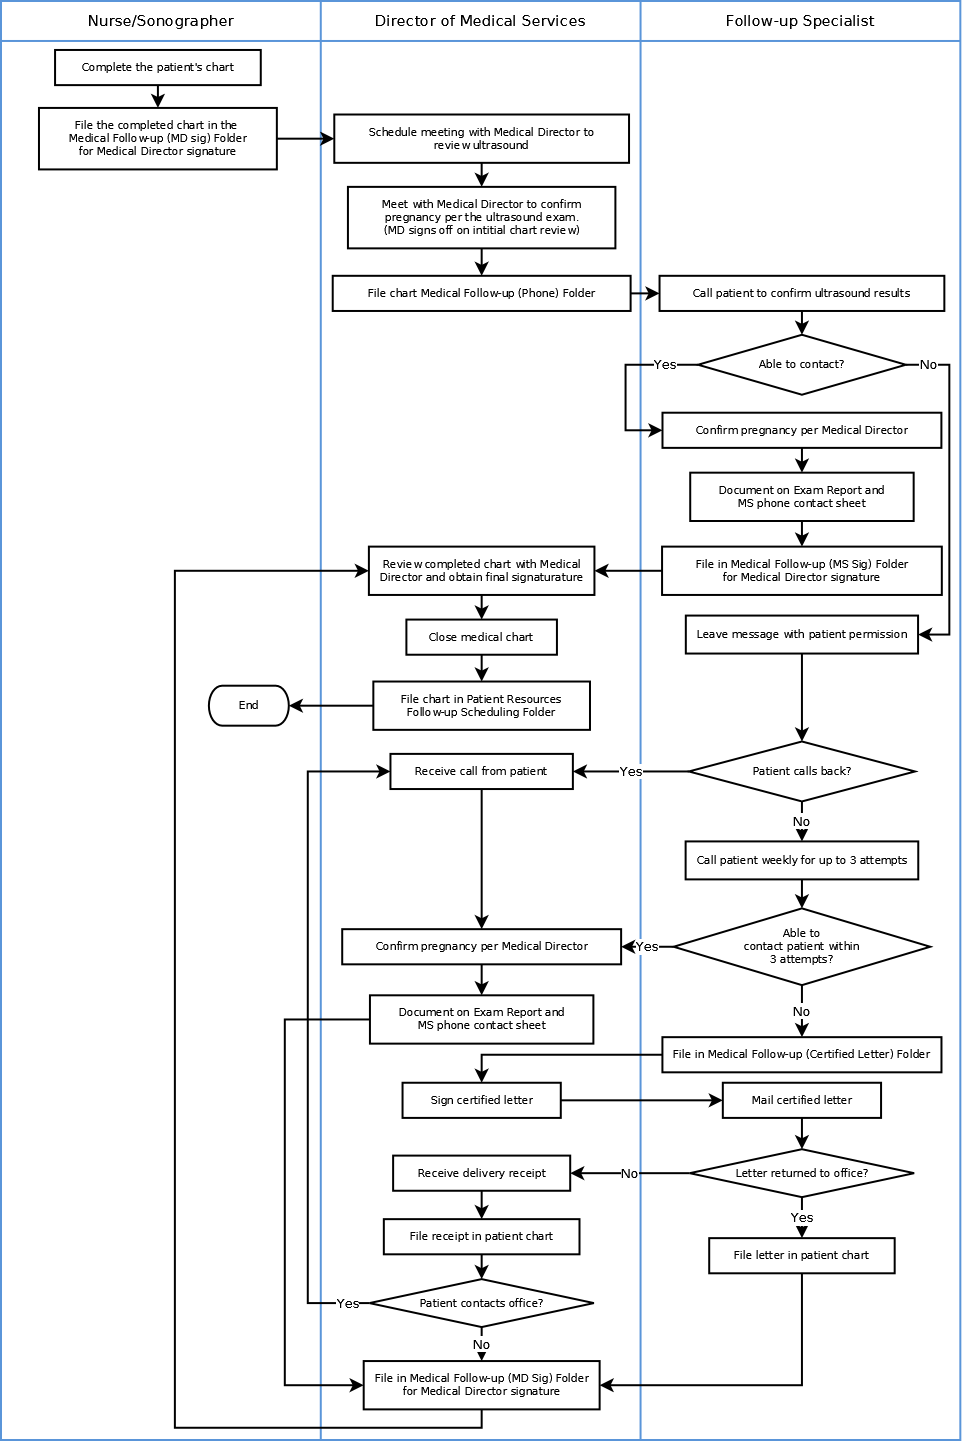 Nurse/Sonographer
Director of Medical Services
Follow-up Specialist
Complete the patient's chart
File the completed chart in the
Medical Follow-up (MD sig) Folder
for Medical Director signature
Schedule meeting with Medical Director to
review ultrasound
Meet with Medical Director to confirm
pregnancy per the ultrasound exam.
(MD signs off on intitial chart review)
File chart Medical Follow-up (Phone) Folder
Call patient to confirm ultrasound results
Able to contact?
Yes
No
Confirm pregnancy per Medical Director
Document on Exam Report and
MS phone contact sheet
File in Medical Follow-up (MS Sig) Folder
for Medical Director signature
Review completed chart with Medical
Director and obtain final signaturature
Close medical chart
Leave message with patient permission
File chart in Patient Resources
Follow-up Scheduling Folder
End
Patient calls back?
Yes
Receive call from patient
No
Call patient weekly for up to 3 attempts
Able to
contact patient within
3 attempts?
Yes
Confirm pregnancy per Medical Director
Document on Exam Report and
MS phone contact sheet
No
File in Medical Follow-up (Certified Letter) Folder
Sign certified letter
Mail certified letter
Letter returned to office?
No
Receive delivery receipt
Yes
File receipt in patient chart
File letter in patient chart
Patient contacts office?
Yes
No
File in Medical Follow-up (MD Sig) Folder
for Medical Director signature